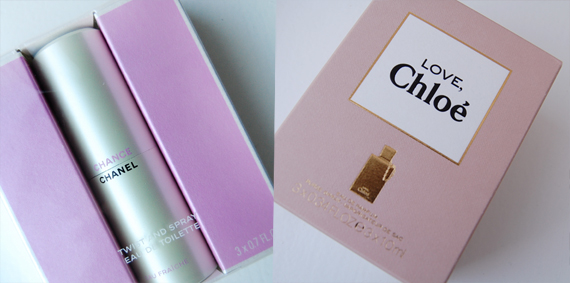 CHANCE
CHANEL
TWIST AND SPRAY
EAU DE TOILETTE
3 x 0.7 FL
LOVE,
Chloé